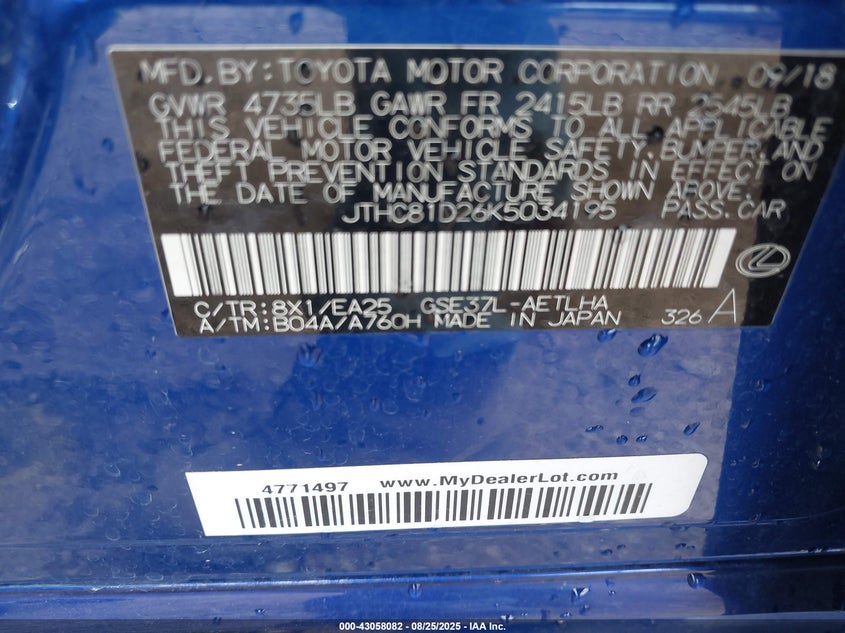 MFD. BY: TOYOTA MOTOR CORPORATION 09/18
GVWR 4735LB GAWR FR 2415LB RR 2545LB
THIS VEHICLE CONFORMS TO ALL APPLICABLE
FEDERAL MOTOR VEHICLE SAFETY, BUMPER, AND
THEFT PREVENTION STANDARDS IN EFFECT ON
THE DATE OF MANUFACTURE SHOWN ABOVE.
JTHC81D26K5034195 PASS.CAR
C/TR:8X1/EA25 GSE37L-AETLHA
A/TM:B04A/A760H MADE IN JAPAN 326 A
4771497 www.MyDealerLot.com
000-43058082 - 08/25/2025 - IAA Inc.